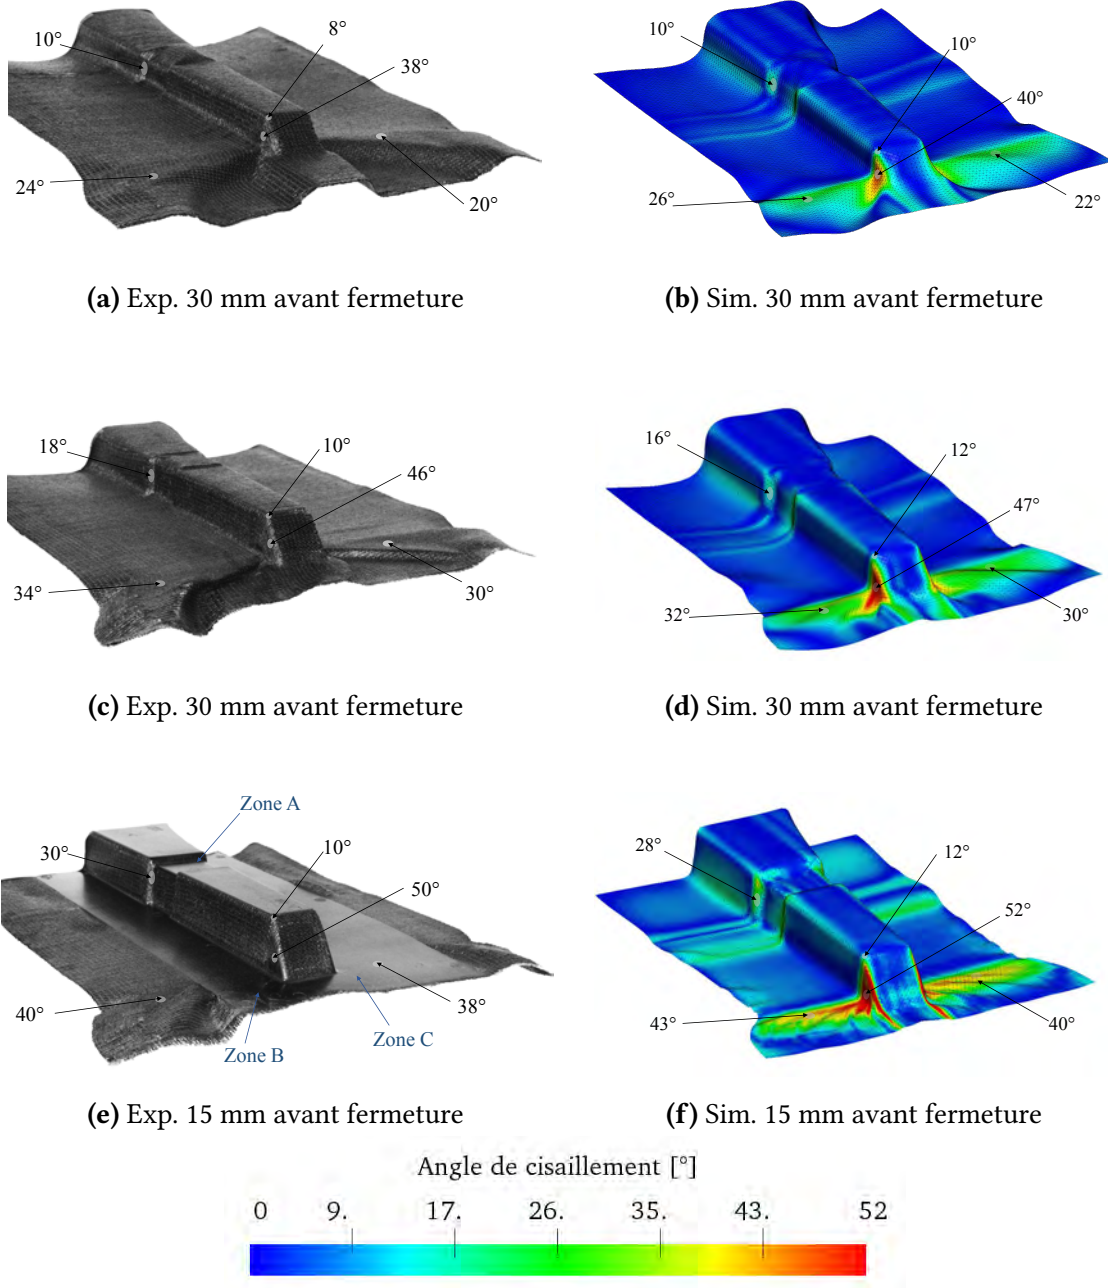 10°
8°
38°
24°
20°
10°
10°
40°
26°
22°
(a) Exp. 30 mm avant fermeture
(b) Sim. 30 mm avant fermeture
18°
10°
46°
34°
30°
16°
12°
47°
32°
30°
(c) Exp. 30 mm avant fermeture
(d) Sim. 30 mm avant fermeture
Zone A
30°
10°
50°
40°
38°
Zone B
Zone C
28°
12°
52°
43°
40°
(e) Exp. 15 mm avant fermeture
(f) Sim. 15 mm avant fermeture
Angle de cisaillement [°]
0 9. 17. 26. 35. 43. 52